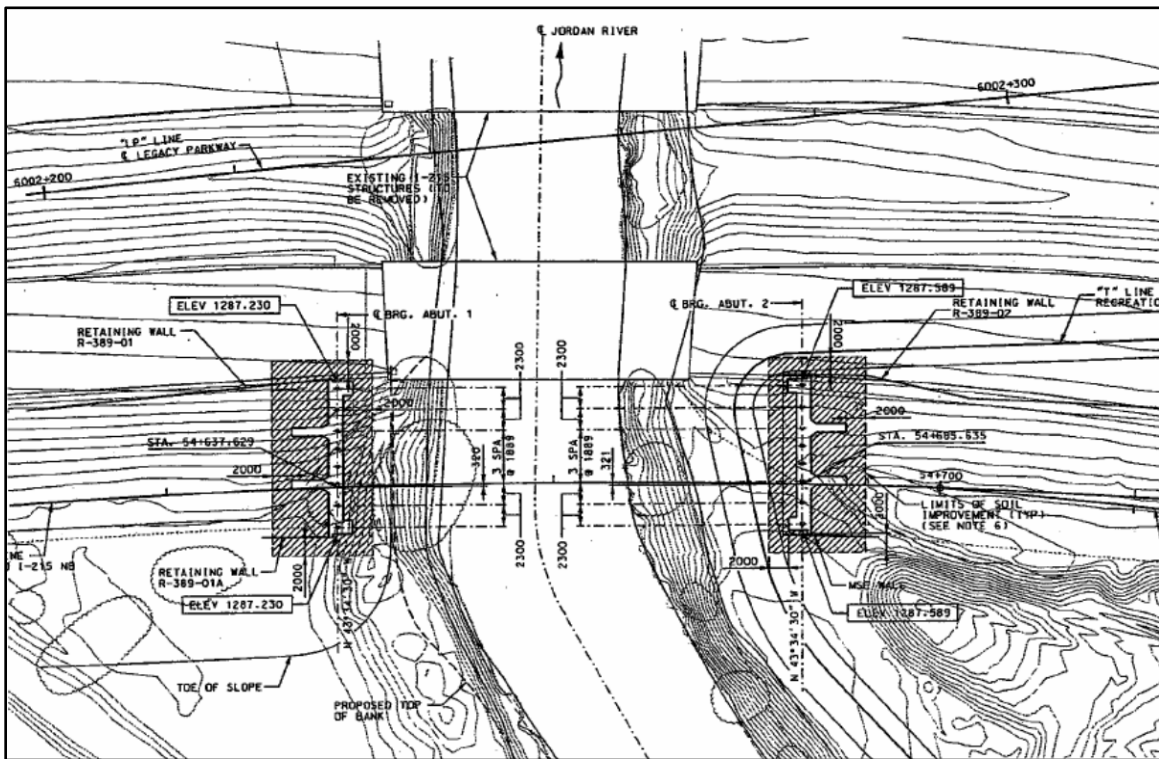 ℄ JORDAN RIVER
6002+300
"LP" LINE
℄ LEGACY PARKWAY
6002+200
EXISTING I-215
STRUCTURES (TO
BE REMOVED)
ELEV 1287.230
℄ BRG. ABUT. 1
℄ BRG. ABUT. 2
ELEV 1287.589
"T" LINE
RECREATIO
RETAINING WALL
R-389-01
RETAINING WALL
R-389-02
2000
2000
2300
2300
2000
2000
STA. 54+637.629
STA. 54+685.635
3 SPA
@ 1889
3 SPA
@ 1889
320
321
2000
54+700
LIMITS OF SOIL
IMPROVEMENT (TYP)
(SEE NOTE 6)
NE
I-215 NB
RETAINING WALL
R-389-01A
2000
2300
2300
2000
MSE WALL
ELEV 1287.230
ELEV 1287.589
N 43°34'30" W
TOE OF SLOPE
PROPOSED TOP
OF BANK